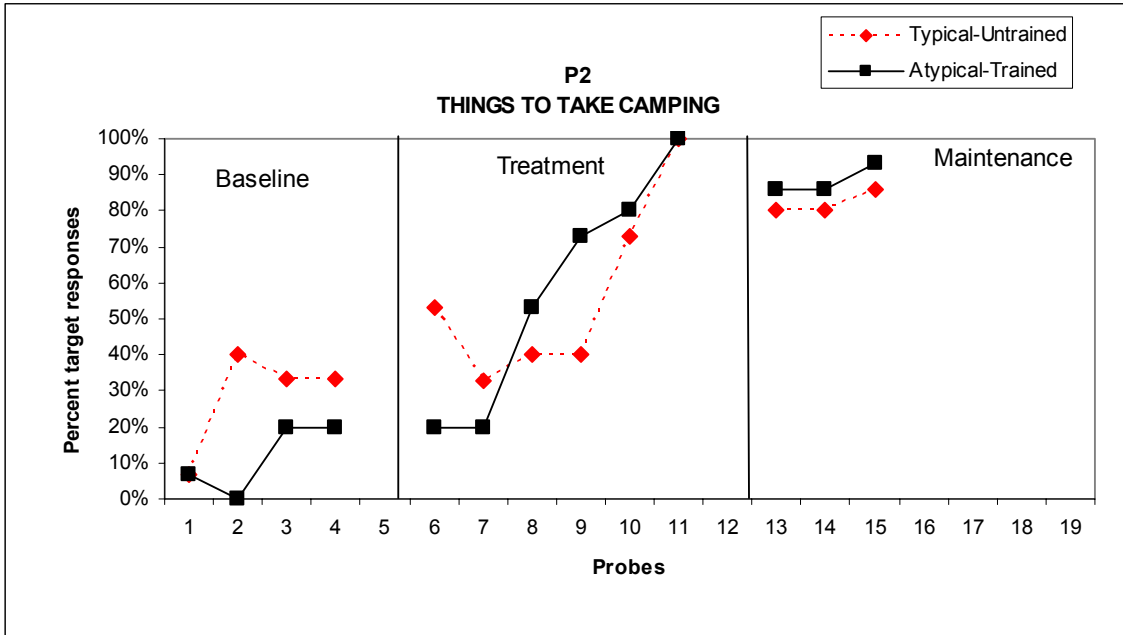 Typical-Untrained
Atypical-Trained
P2
THINGS TO TAKE CAMPING
Percent target responses
100%
90%
80%
70%
60%
50%
40%
30%
20%
10%
0%
Baseline
Treatment
Maintenance
1 2 3 4 5 6 7 8 9 10 11 12 13 14 15 16 17 18 19
Probes